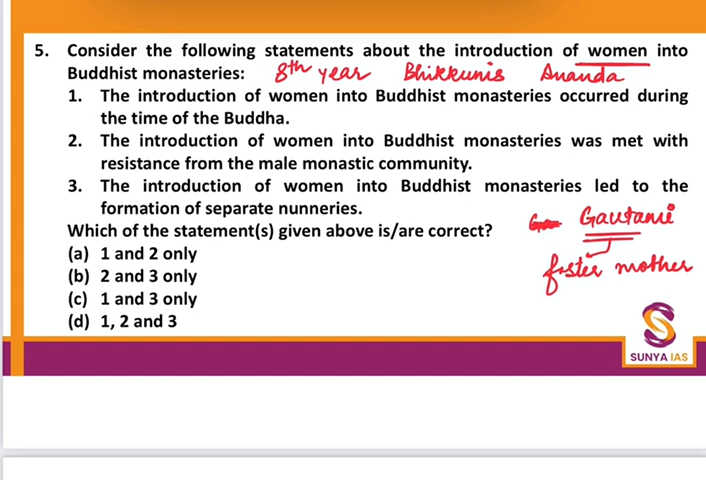 5. Consider the following statements about the introduction of women into
Buddhist monasteries: 8th year Bhikkunis Ananda
1. The introduction of women into Buddhist monasteries occurred during
the time of the Buddha.
2. The introduction of women into Buddhist monasteries was met with
resistance from the male monastic community.
3. The introduction of women into Buddhist monasteries led to the
formation of separate nunneries.
Gautami
Which of the statement(s) given above is/are correct?
(a) 1 and 2 only
foster mother
(b) 2 and 3 only
(c) 1 and 3 only
(d) 1, 2 and 3
SUNYA IAS